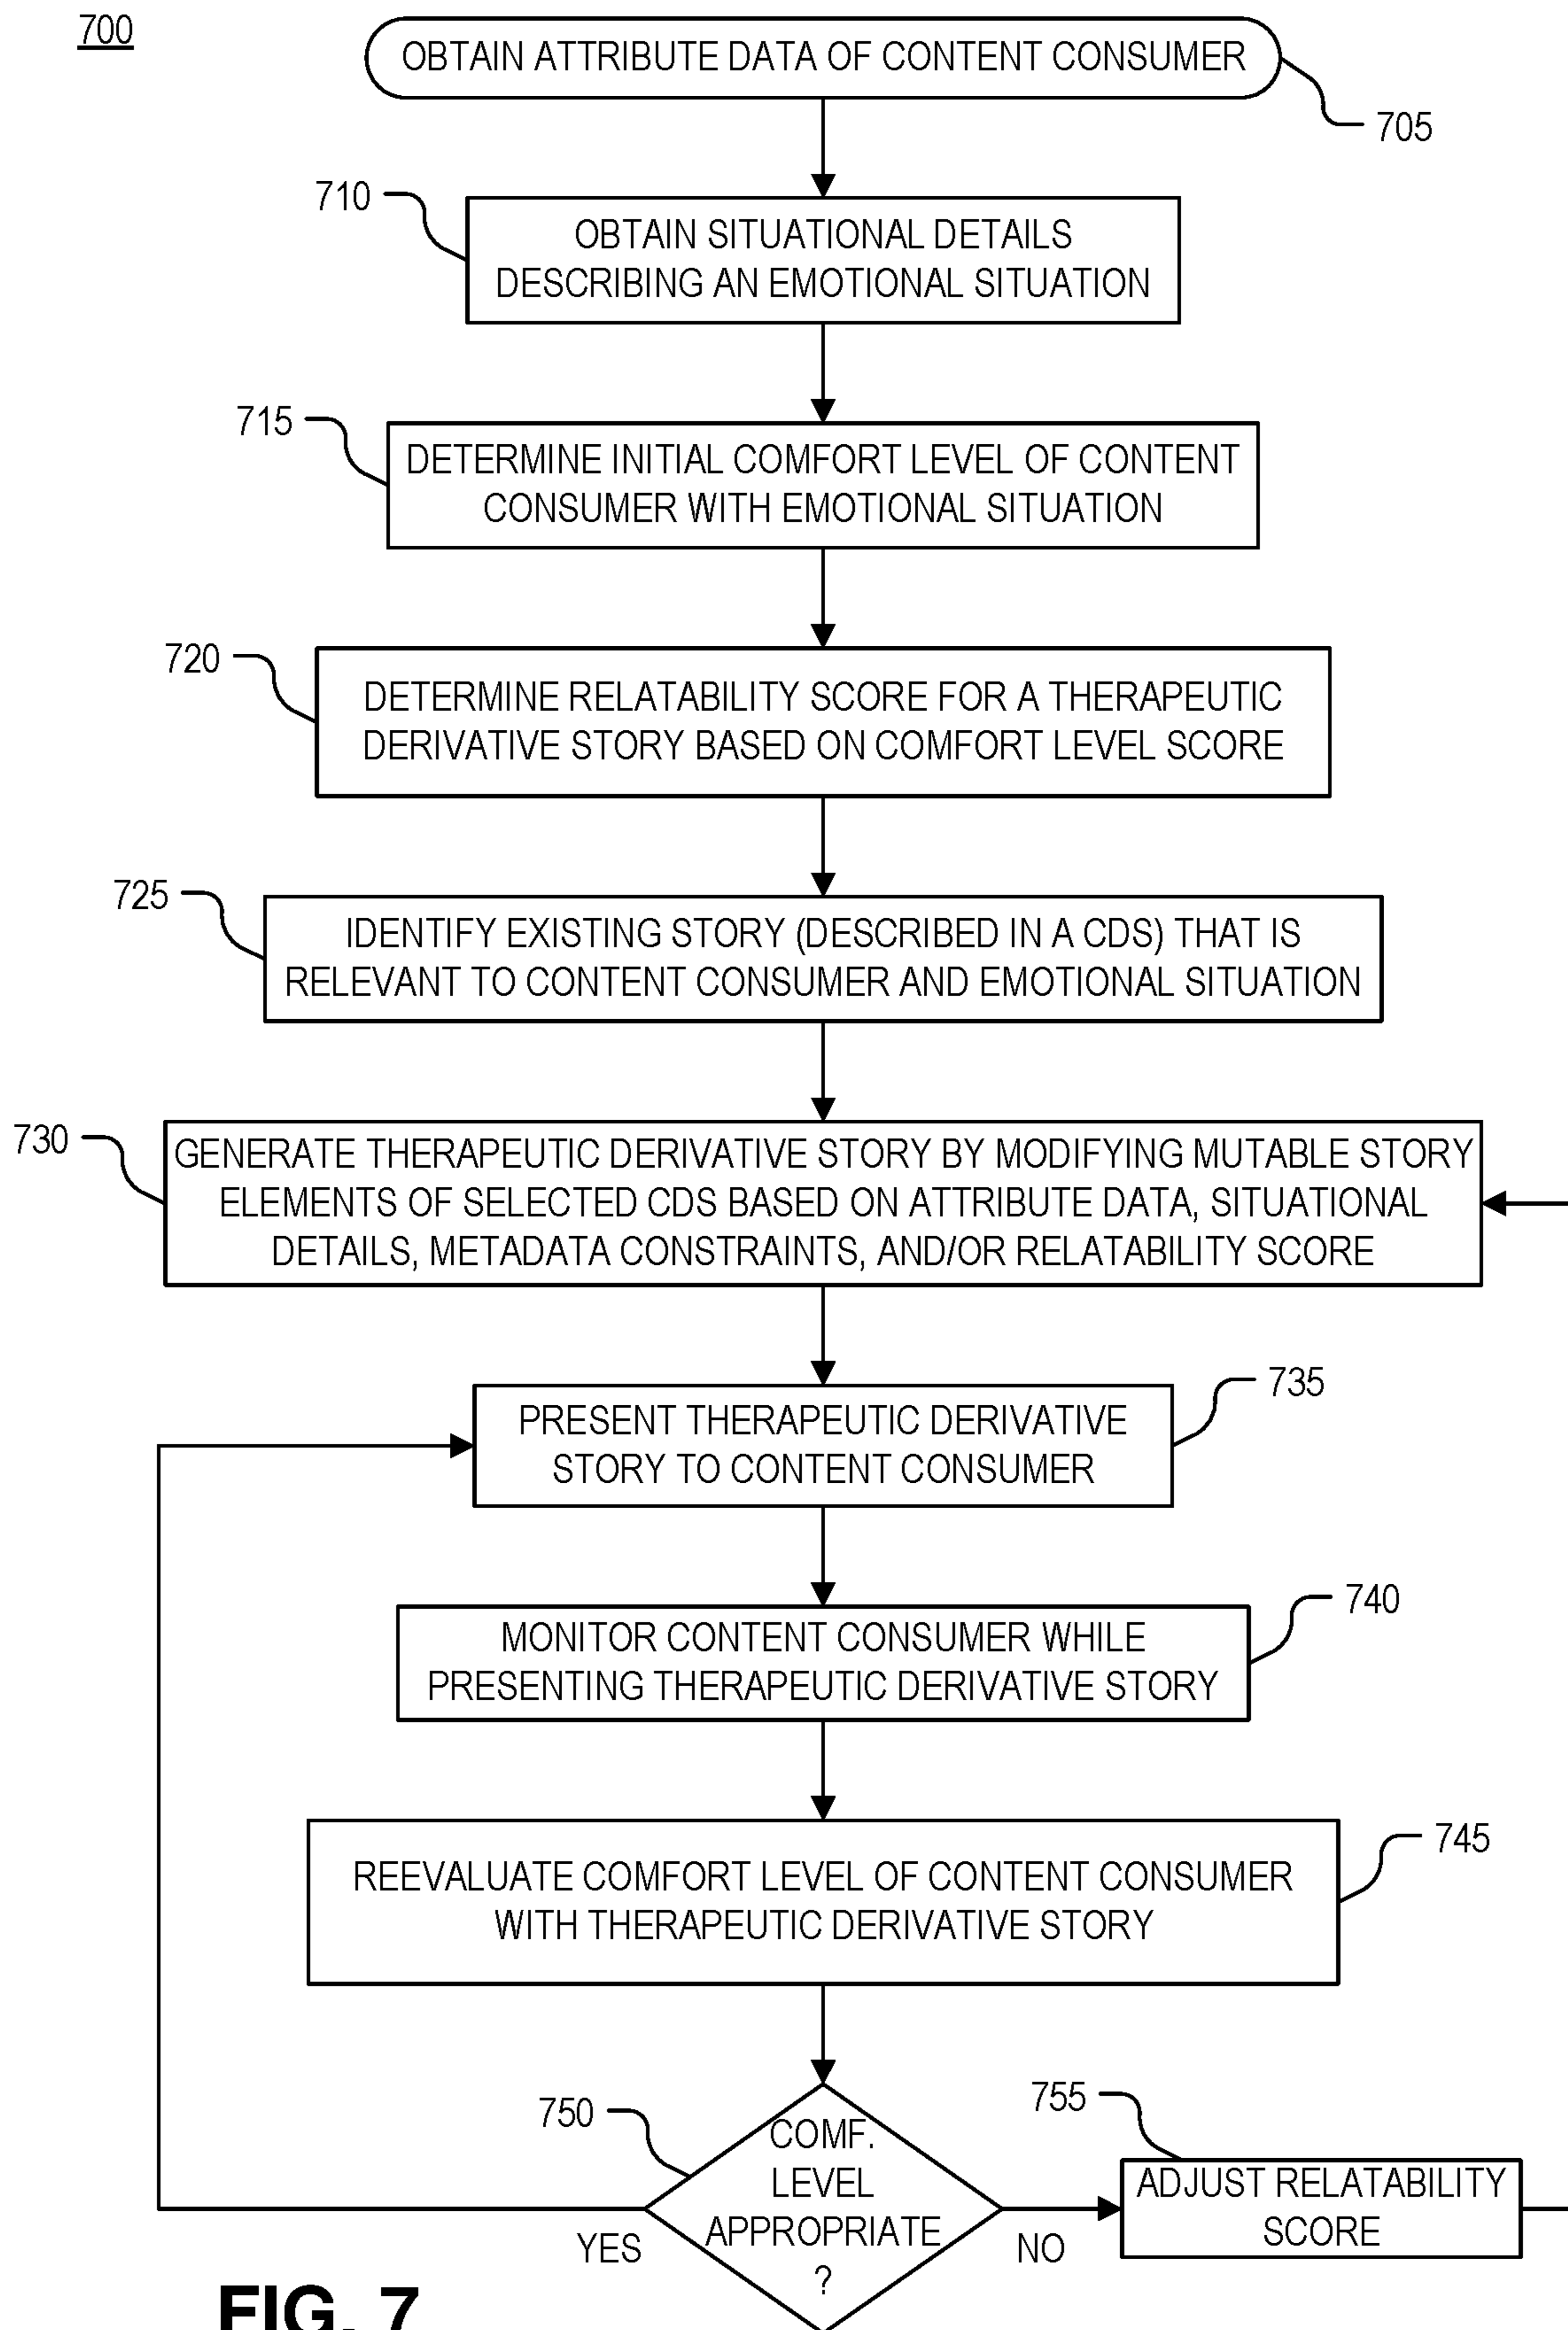 700
OBTAIN ATTRIBUTE DATA OF CONTENT CONSUMER
705
710
OBTAIN SITUATIONAL DETAILS
DESCRIBING AN EMOTIONAL SITUATION
715
DETERMINE INITIAL COMFORT LEVEL OF CONTENT
CONSUMER WITH EMOTIONAL SITUATION
720
DETERMINE RELATABILITY SCORE FOR A THERAPEUTIC
DERIVATIVE STORY BASED ON COMFORT LEVEL SCORE
725
IDENTIFY EXISTING STORY (DESCRIBED IN A CDS) THAT IS
RELEVANT TO CONTENT CONSUMER AND EMOTIONAL SITUATION
730
GENERATE THERAPEUTIC DERIVATIVE STORY BY MODIFYING MUTABLE STORY
ELEMENTS OF SELECTED CDS BASED ON ATTRIBUTE DATA, SITUATIONAL
DETAILS, METADATA CONSTRAINTS, AND/OR RELATABILITY SCORE
735
PRESENT THERAPEUTIC DERIVATIVE
STORY TO CONTENT CONSUMER
740
MONITOR CONTENT CONSUMER WHILE
PRESENTING THERAPEUTIC DERIVATIVE STORY
745
REEVALUATE COMFORT LEVEL OF CONTENT CONSUMER
WITH THERAPEUTIC DERIVATIVE STORY
750
COMF.
LEVEL
APPROPRIATE
?
YES
NO
755
ADJUST RELATABILITY
SCORE
FIG. 7